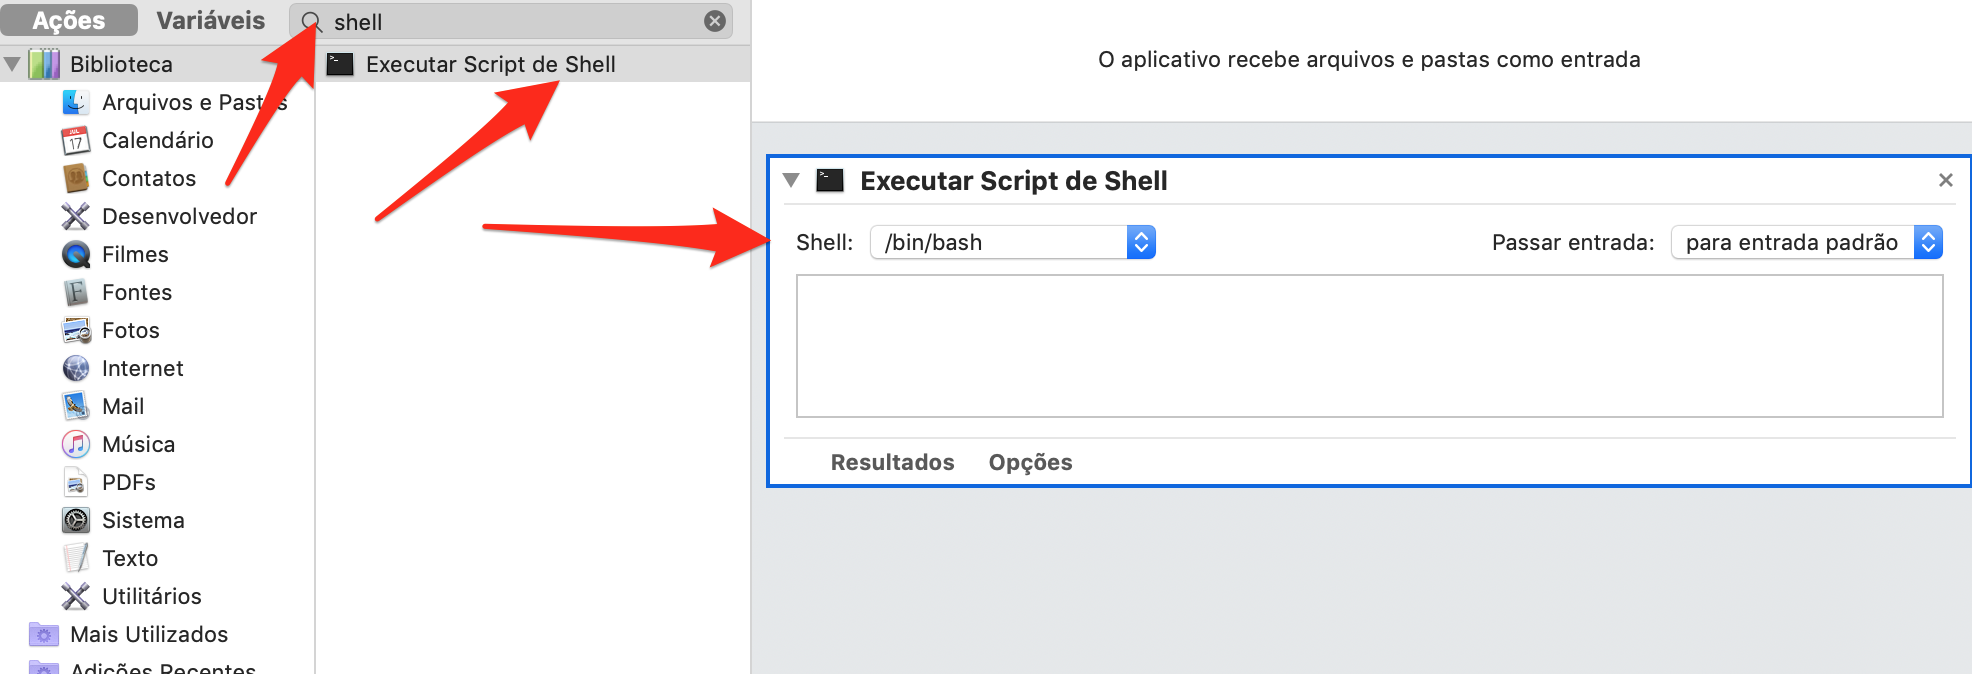 Ações Variáveis shell
Biblioteca
Arquivos e Pastas
Calendário
Contatos
Desenvolvedor
Filmes
Fontes
Fotos
Internet
Mail
Música
PDFs
Sistema
Texto
Utilitários
Mais Utilizados
Adições Recentes
Executar Script de Shell
O aplicativo recebe arquivos e pastas como entrada
Executar Script de Shell
Shell: /bin/bash Passar entrada: para entrada padrão
Resultados Opções